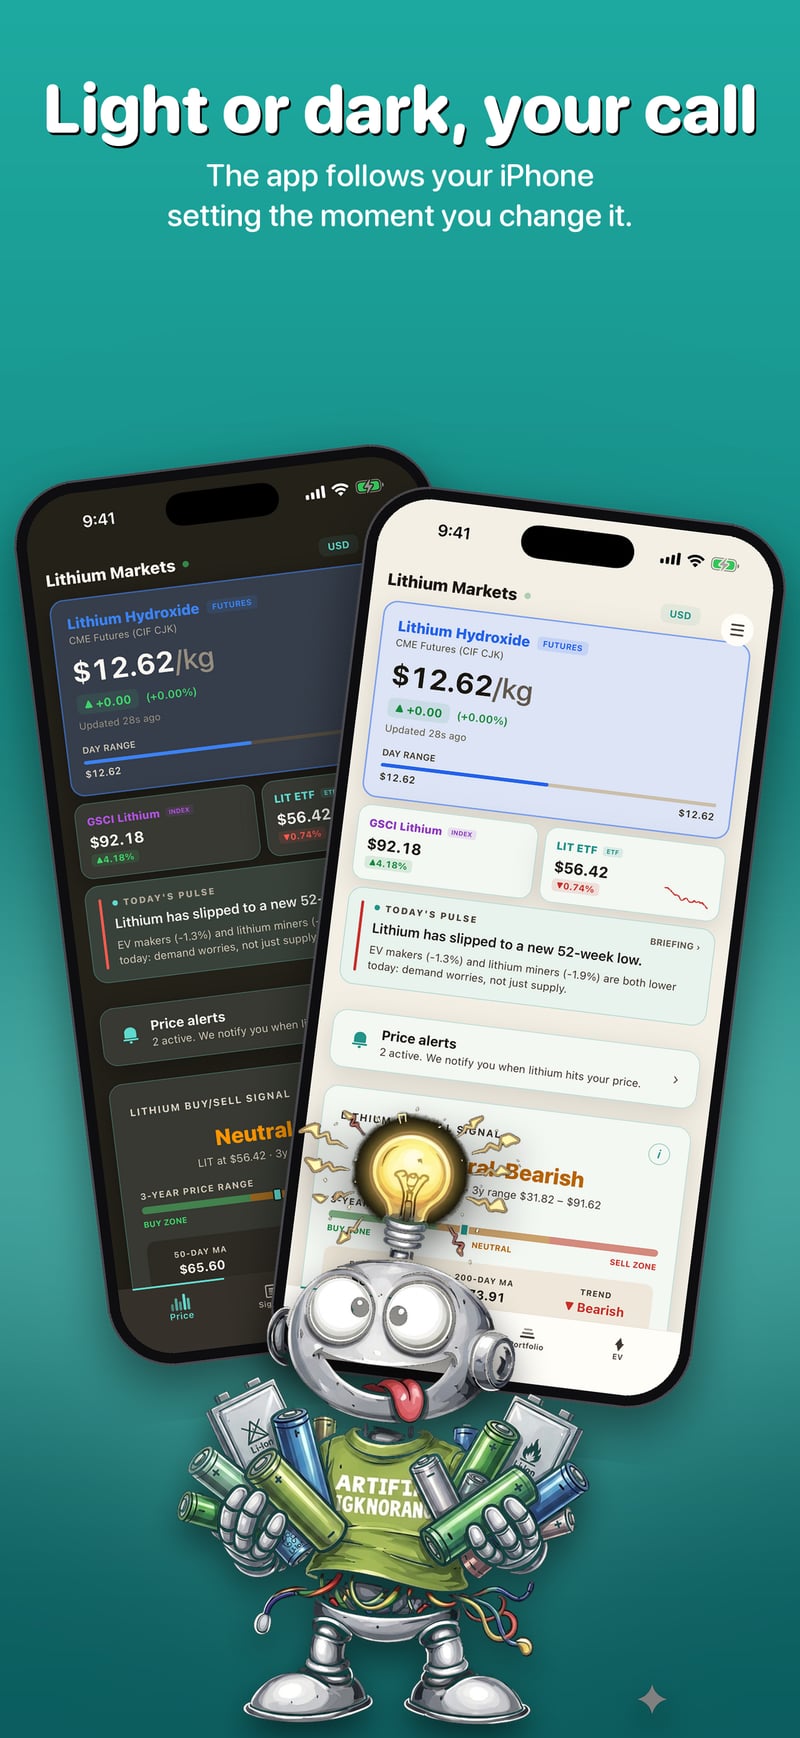 Light or dark, your call
The app follows your iPhone
setting the moment you change it.
9:41
USD
Lithium Markets
Lithium Hydroxide FUTURES
CME Futures (CIF CJK)
$12.62/kg
▲+0.00 (+0.00%)
Updated 28s ago
DAY RANGE
$12.62
GSCI Lithium INDEX
$92.18
▲4.18%
LIT ETF
$56.42
▼0.74%
TODAY'S PULSE
Lithium has slipped to a new 52-
EV makers (-1.3%) and lithium miners (-
today: demand worries, not just supply
Price alerts
2 active. We notify you when
LITHIUM BUY/SELL SIGNAL
Neutral
LIT at $56.42 · 3y
3-YEAR PRICE RANGE
BUY ZONE
50-DAY MA
$65.60
Price
9:41
Lithium Markets
USD
Lithium Hydroxide FUTURES
CME Futures (CIF CJK)
$12.62/kg
▲+0.00 (+0.00%)
Updated 28s ago
DAY RANGE
$12.62
$12.62
GSCI Lithium INDEX
$92.18
▲4.18%
LIT ETF ETF
$56.42
▼0.74%
TODAY'S PULSE
BRIEFING ›
Lithium has slipped to a new 52-week low.
EV makers (-1.3%) and lithium miners (-1.9%) are both lower
today: demand worries, not just supply.
Price alerts
2 active. We notify you when lithium hits your price.
SIGNAL
i
Bearish
3y range $31.82 – $91.62
NEUTRAL
SELL ZONE
200-DAY MA
3.91
TREND
▼ Bearish
ortfolio
EV
Li-Ion
Li-Ion
ARTIFI
IGKNORAN